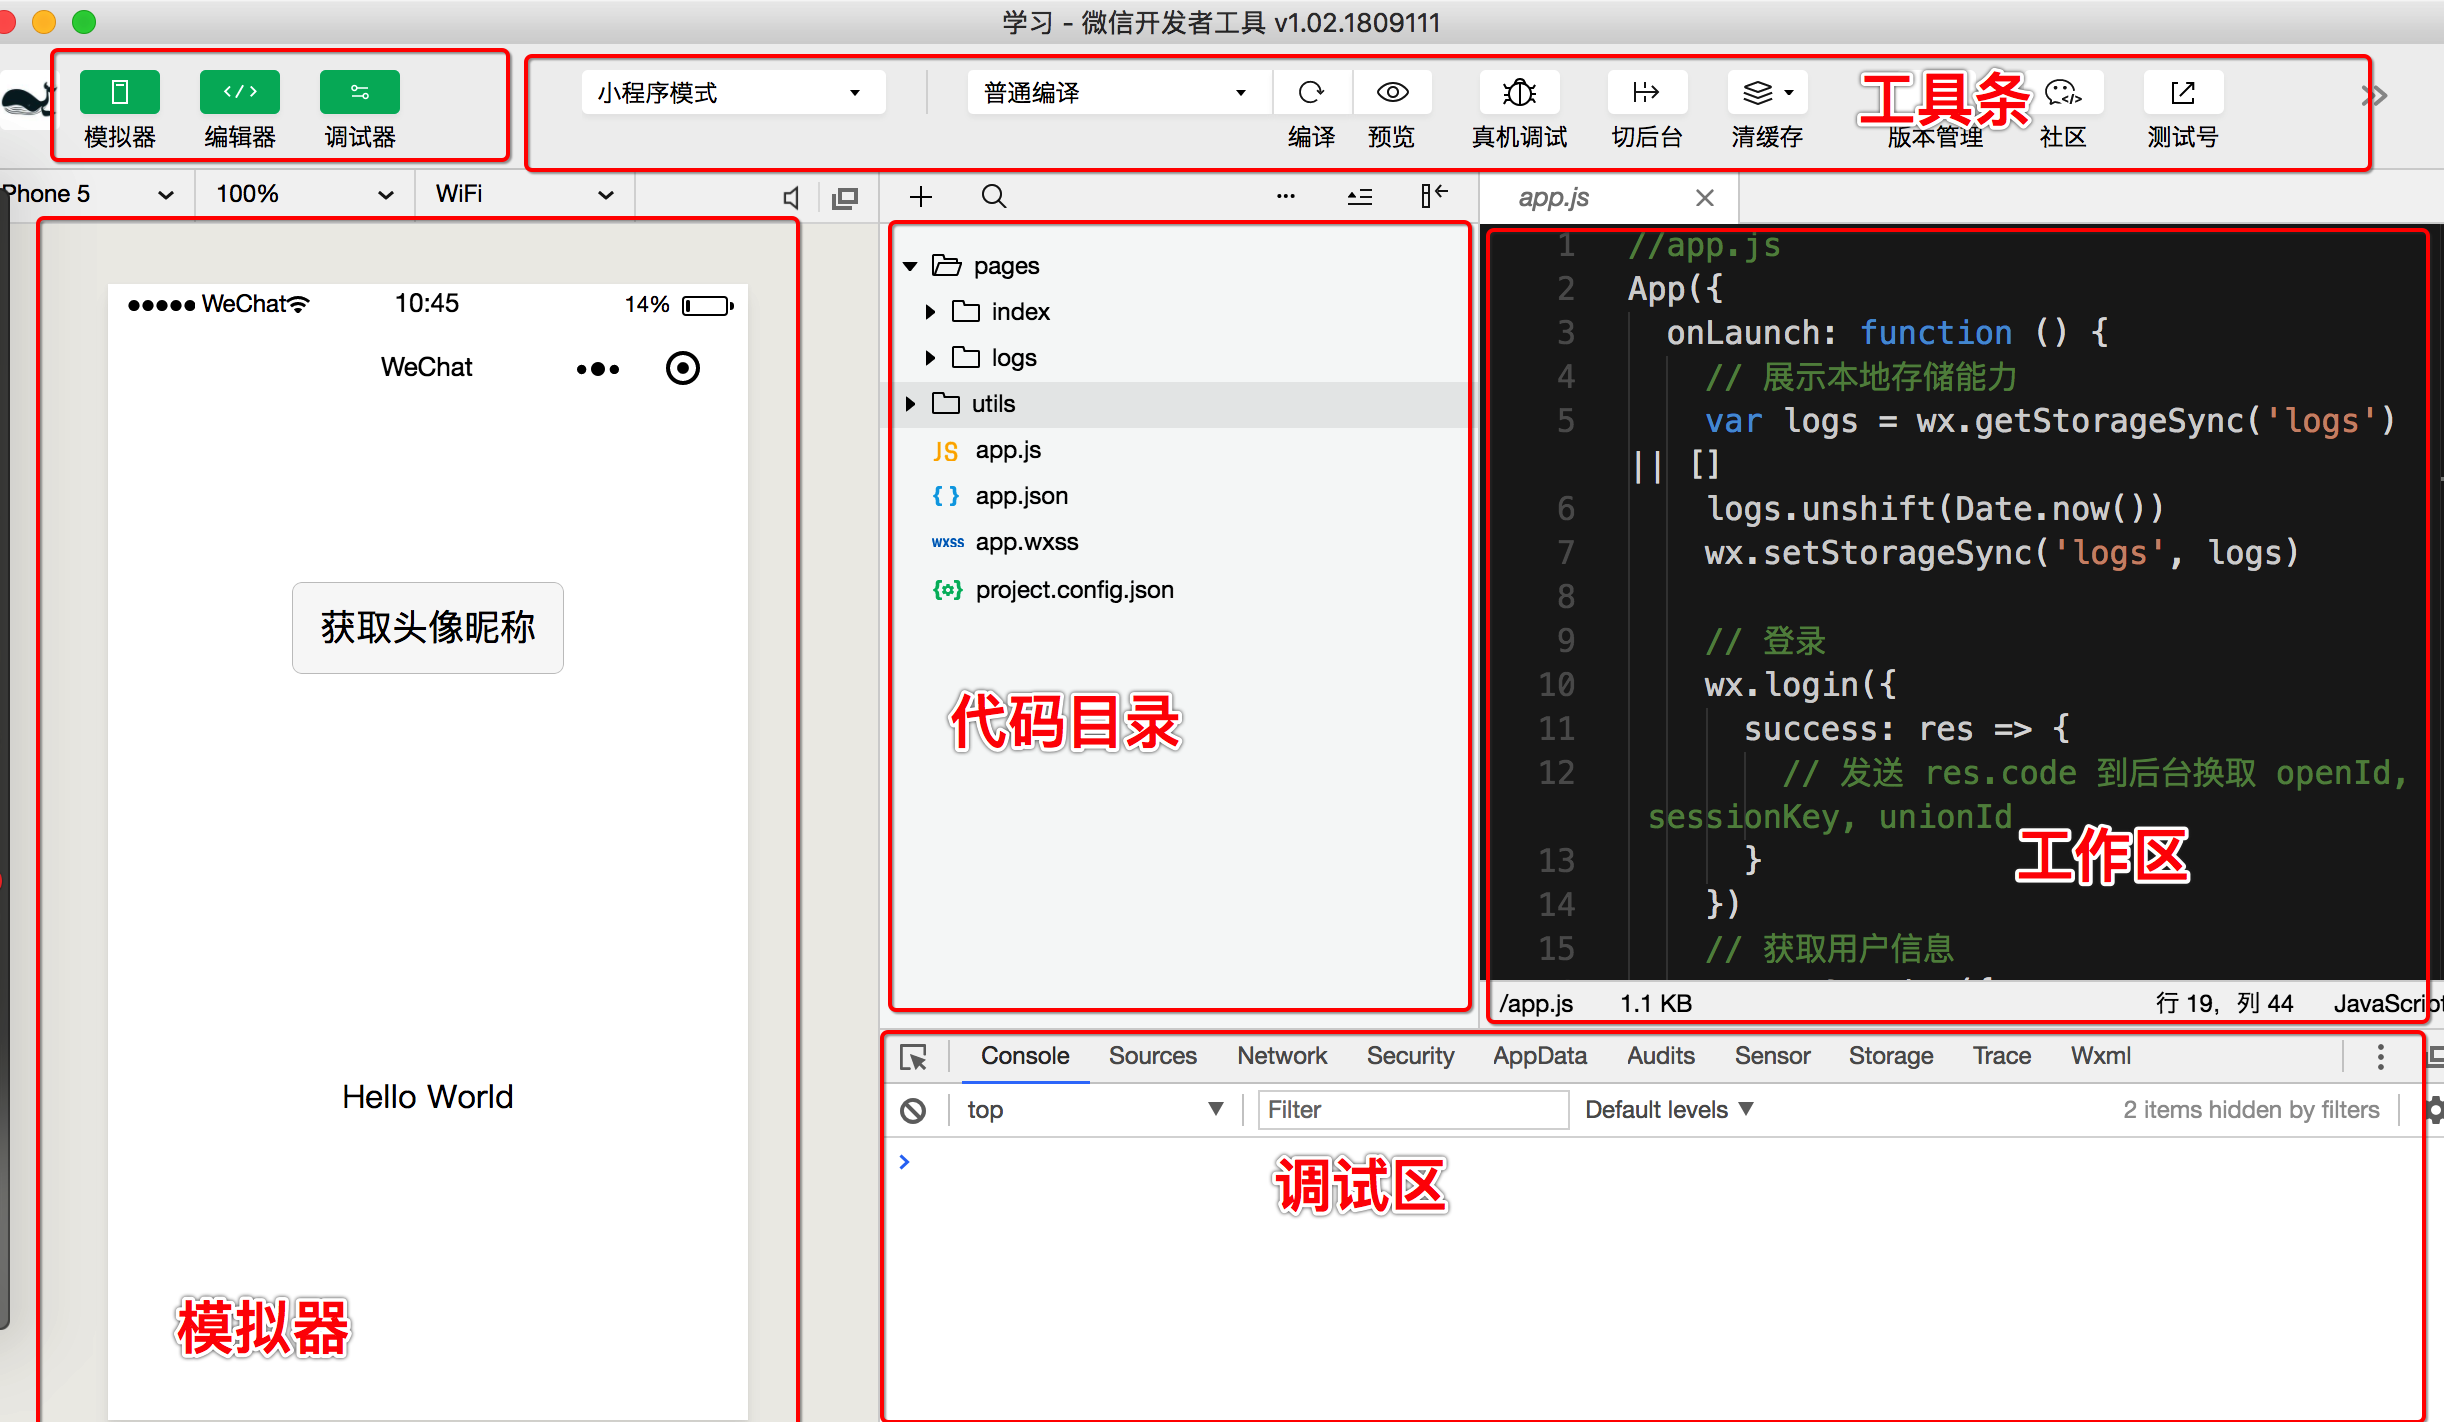 学习 - 微信开发者工具 v1.02.1809111
模拟器
编辑器
调试器
小程序模式
普通编译
编译
预览
真机调试
切后台
清缓存
工具条
版本管理
社区
测试号
Phone 5
100%
WiFi
WeChat
10:45
14%
WeChat
获取头像昵称
Hello World
模拟器
pages
index
logs
utils
JS app.js
{ } app.json
wxss app.wxss
project.config.json
代码目录
app.js
1 //app.js
2 App({
3 onLaunch: function () {
4 // 展示本地存储能力
5 var logs = wx.getStorageSync('logs')
|| []
6 logs.unshift(Date.now())
7 wx.setStorageSync('logs', logs)
8
9 // 登录
10 wx.login({
11 success: res => {
12 // 发送 res.code 到后台换取 openId,
sessionKey, unionId
13 }
14 })
15 // 获取用户信息
工作区
/app.js 1.1 KB 行 19, 列 44 JavaScript
Console Sources Network Security AppData Audits Sensor Storage Trace Wxml
top Filter Default levels 2 items hidden by filters
调试区